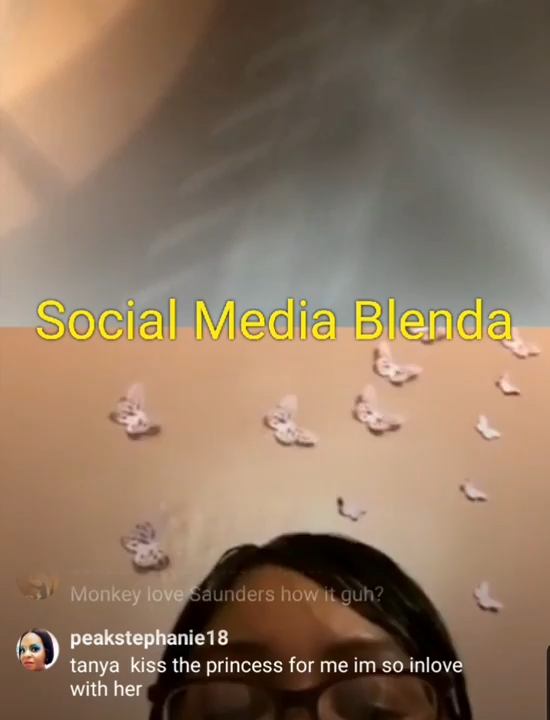 Social Media Blenda
Monkey love Saunders how it guh?
peakstephanie18
tanya  kiss the princess for me im so inlove
with her